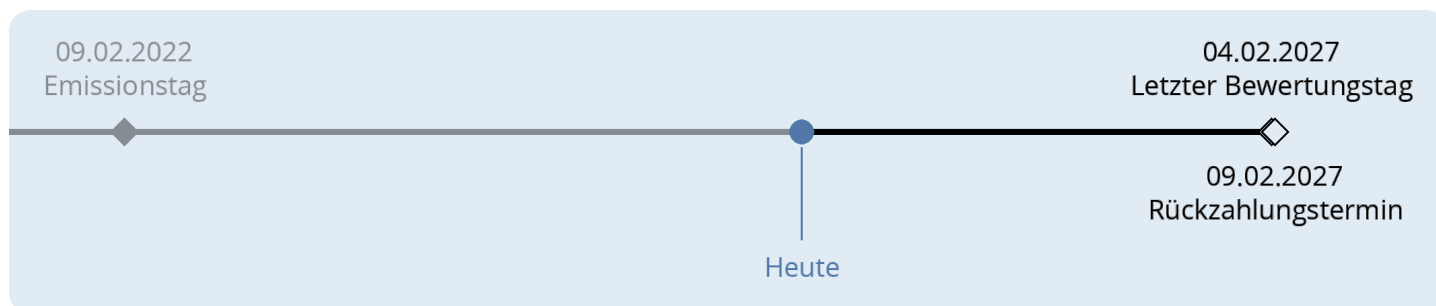 09.02.2022
Emissionstag
04.02.2027
Letzter Bewertungstag
09.02.2027
Rückzahlungstermin
Heute